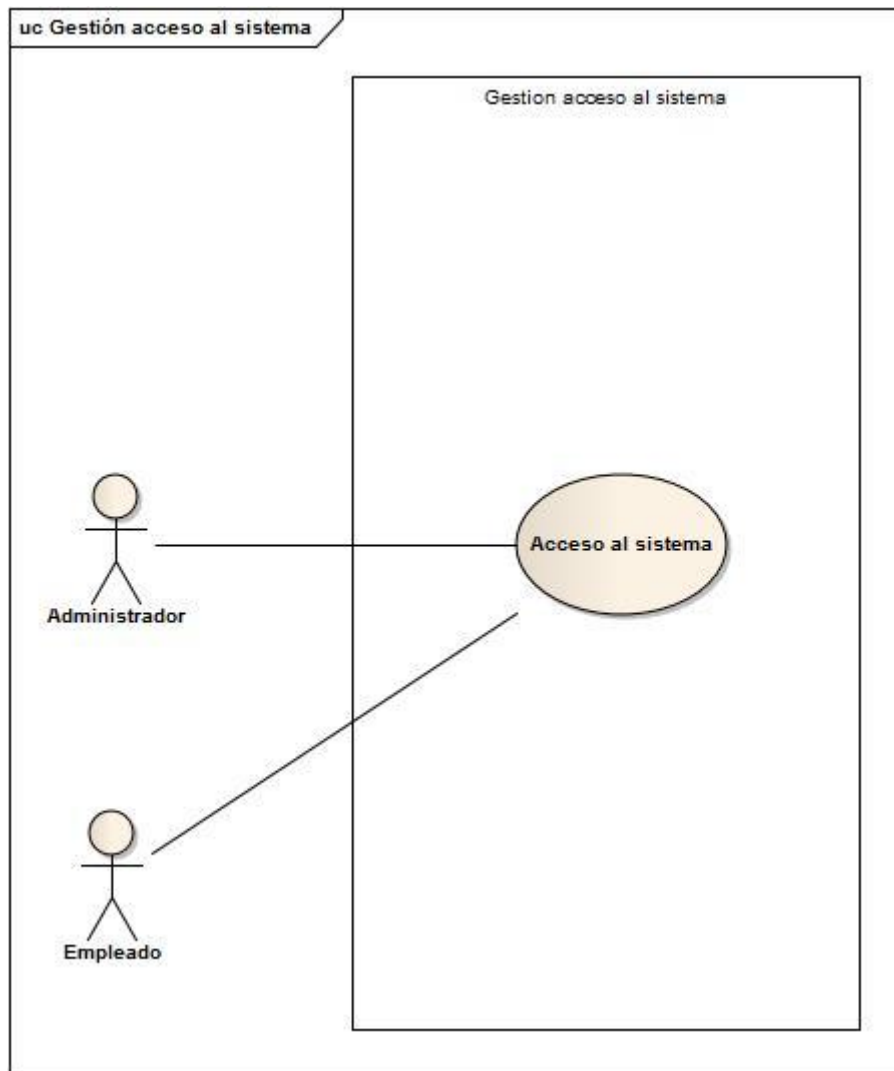 uc Gestión acceso al sistema
Gestion acceso al sistema
Acceso al sistema
Administrador
Empleado